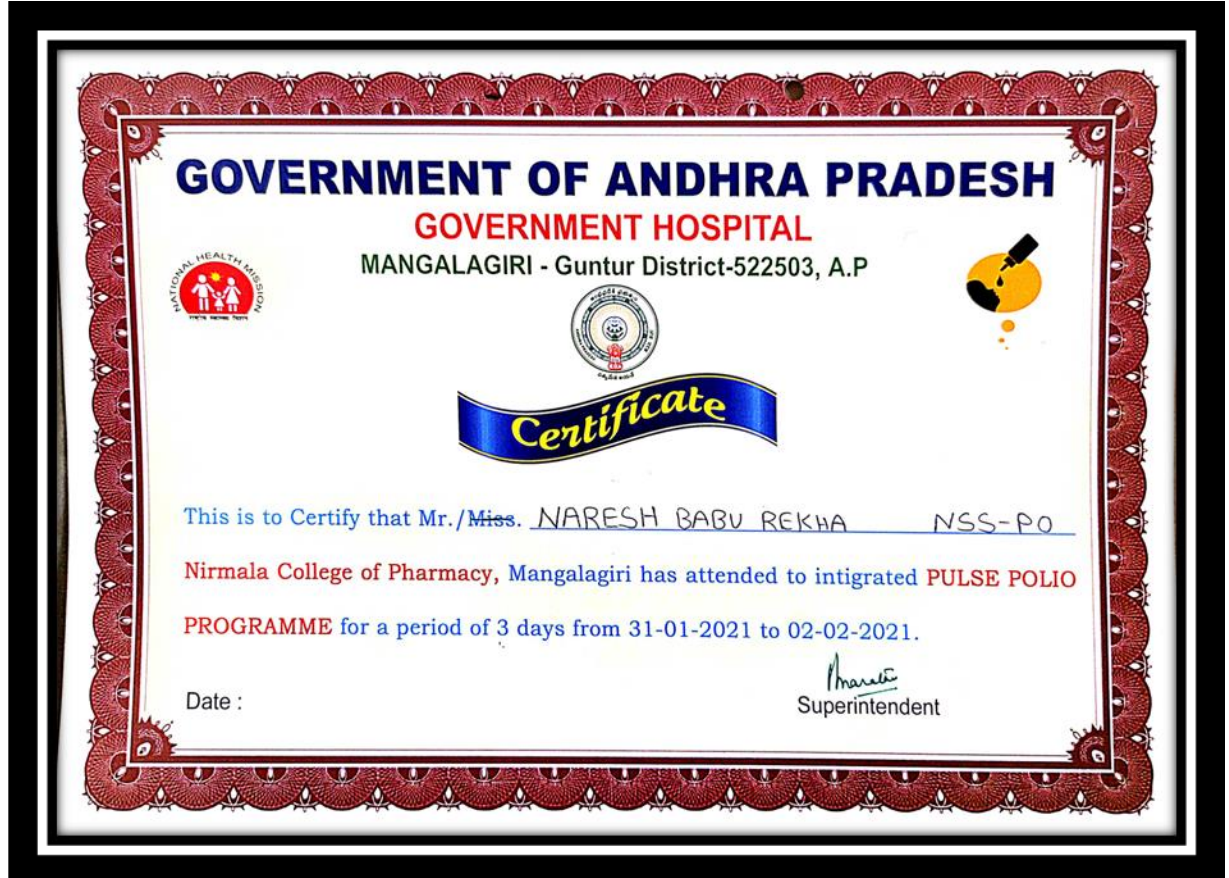 GOVERNMENT OF ANDHRA PRADESH
GOVERNMENT HOSPITAL
MANGALAGIRI - Guntur District-522503, A.P
NATIONAL HEALTH MISSION
Certificate
This is to Certify that Mr./Miss. NARESH BABU REKHA NSS-PO
Nirmala College of Pharmacy, Mangalagiri has attended to intigrated PULSE POLIO
PROGRAMME for a period of 3 days from 31-01-2021 to 02-02-2021.
Date :
Superintendent